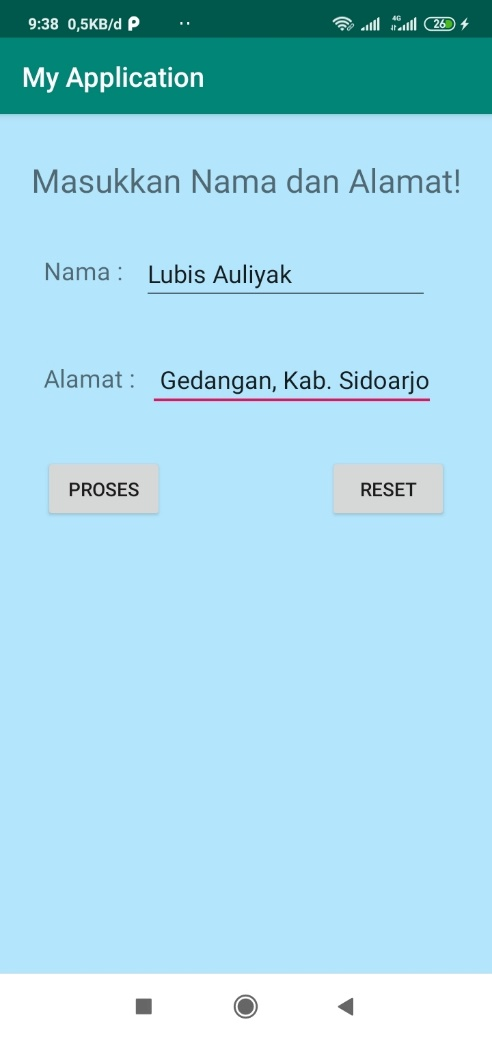 9:38 0,5KB/d
4G
26
My Application
Masukkan Nama dan Alamat!
Nama : Lubis Auliyak
Alamat : Gedangan, Kab. Sidoarjo
PROSES RESET